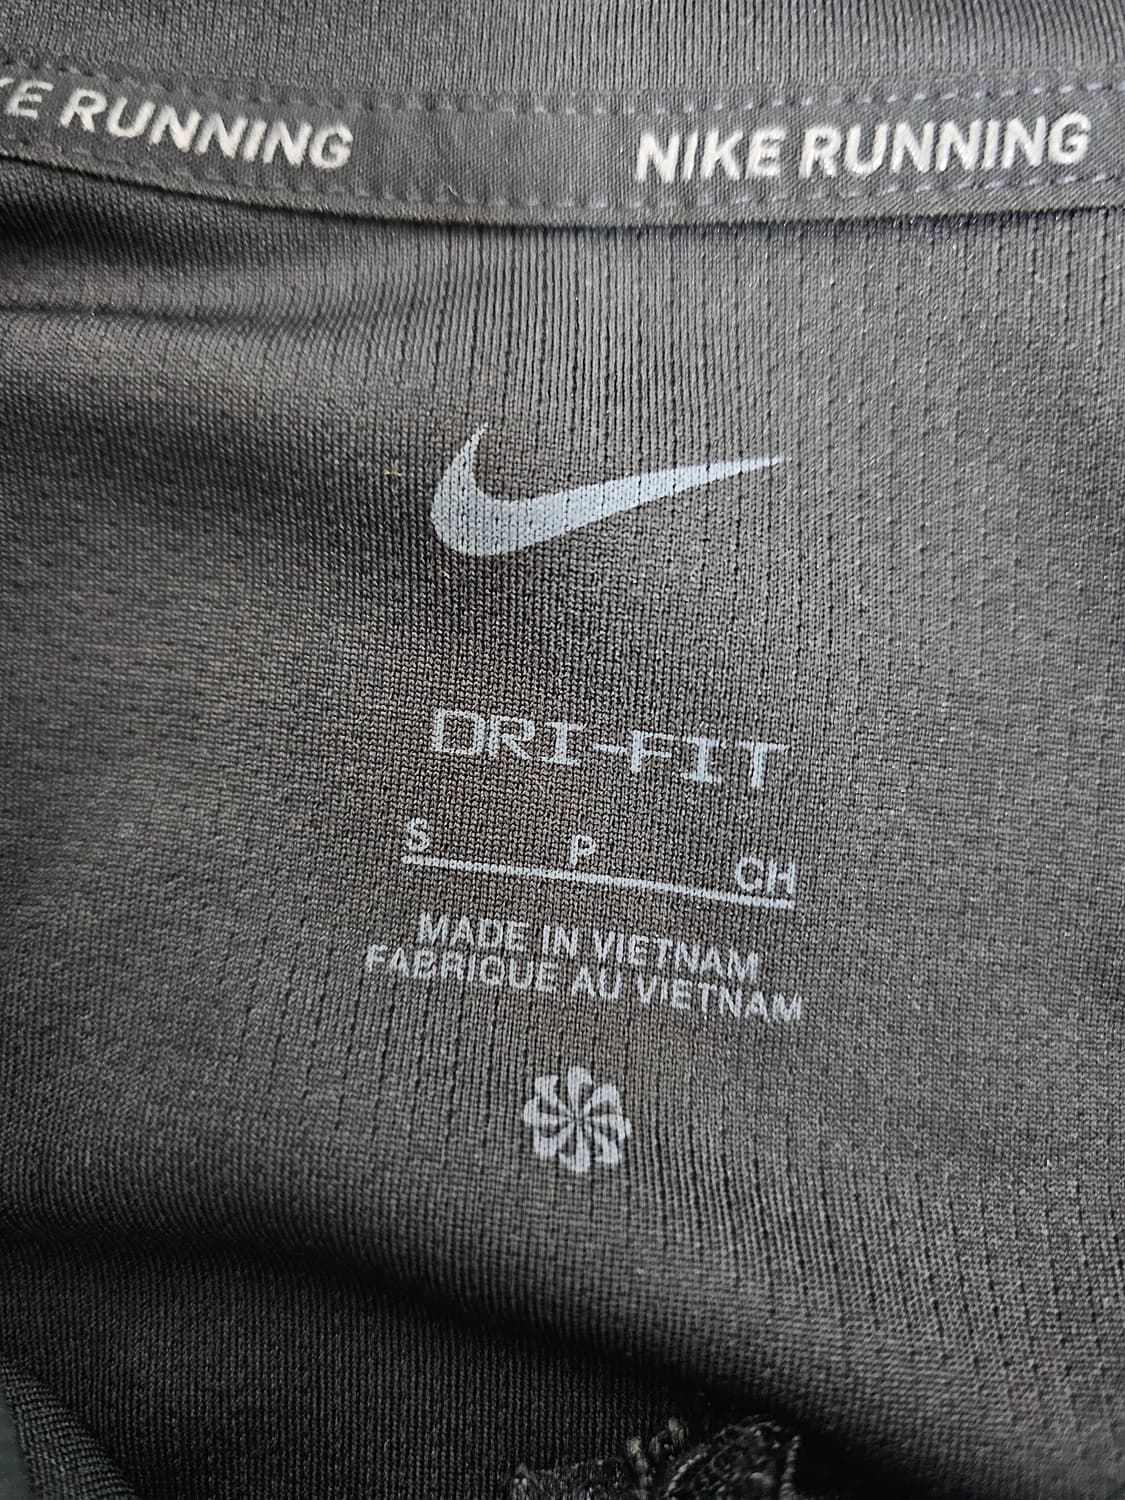 KE RUNNING NIKE RUNNING
DRI-FIT
S P CH
MADE IN VIETNAM
FABRIQUE AU VIETNAM